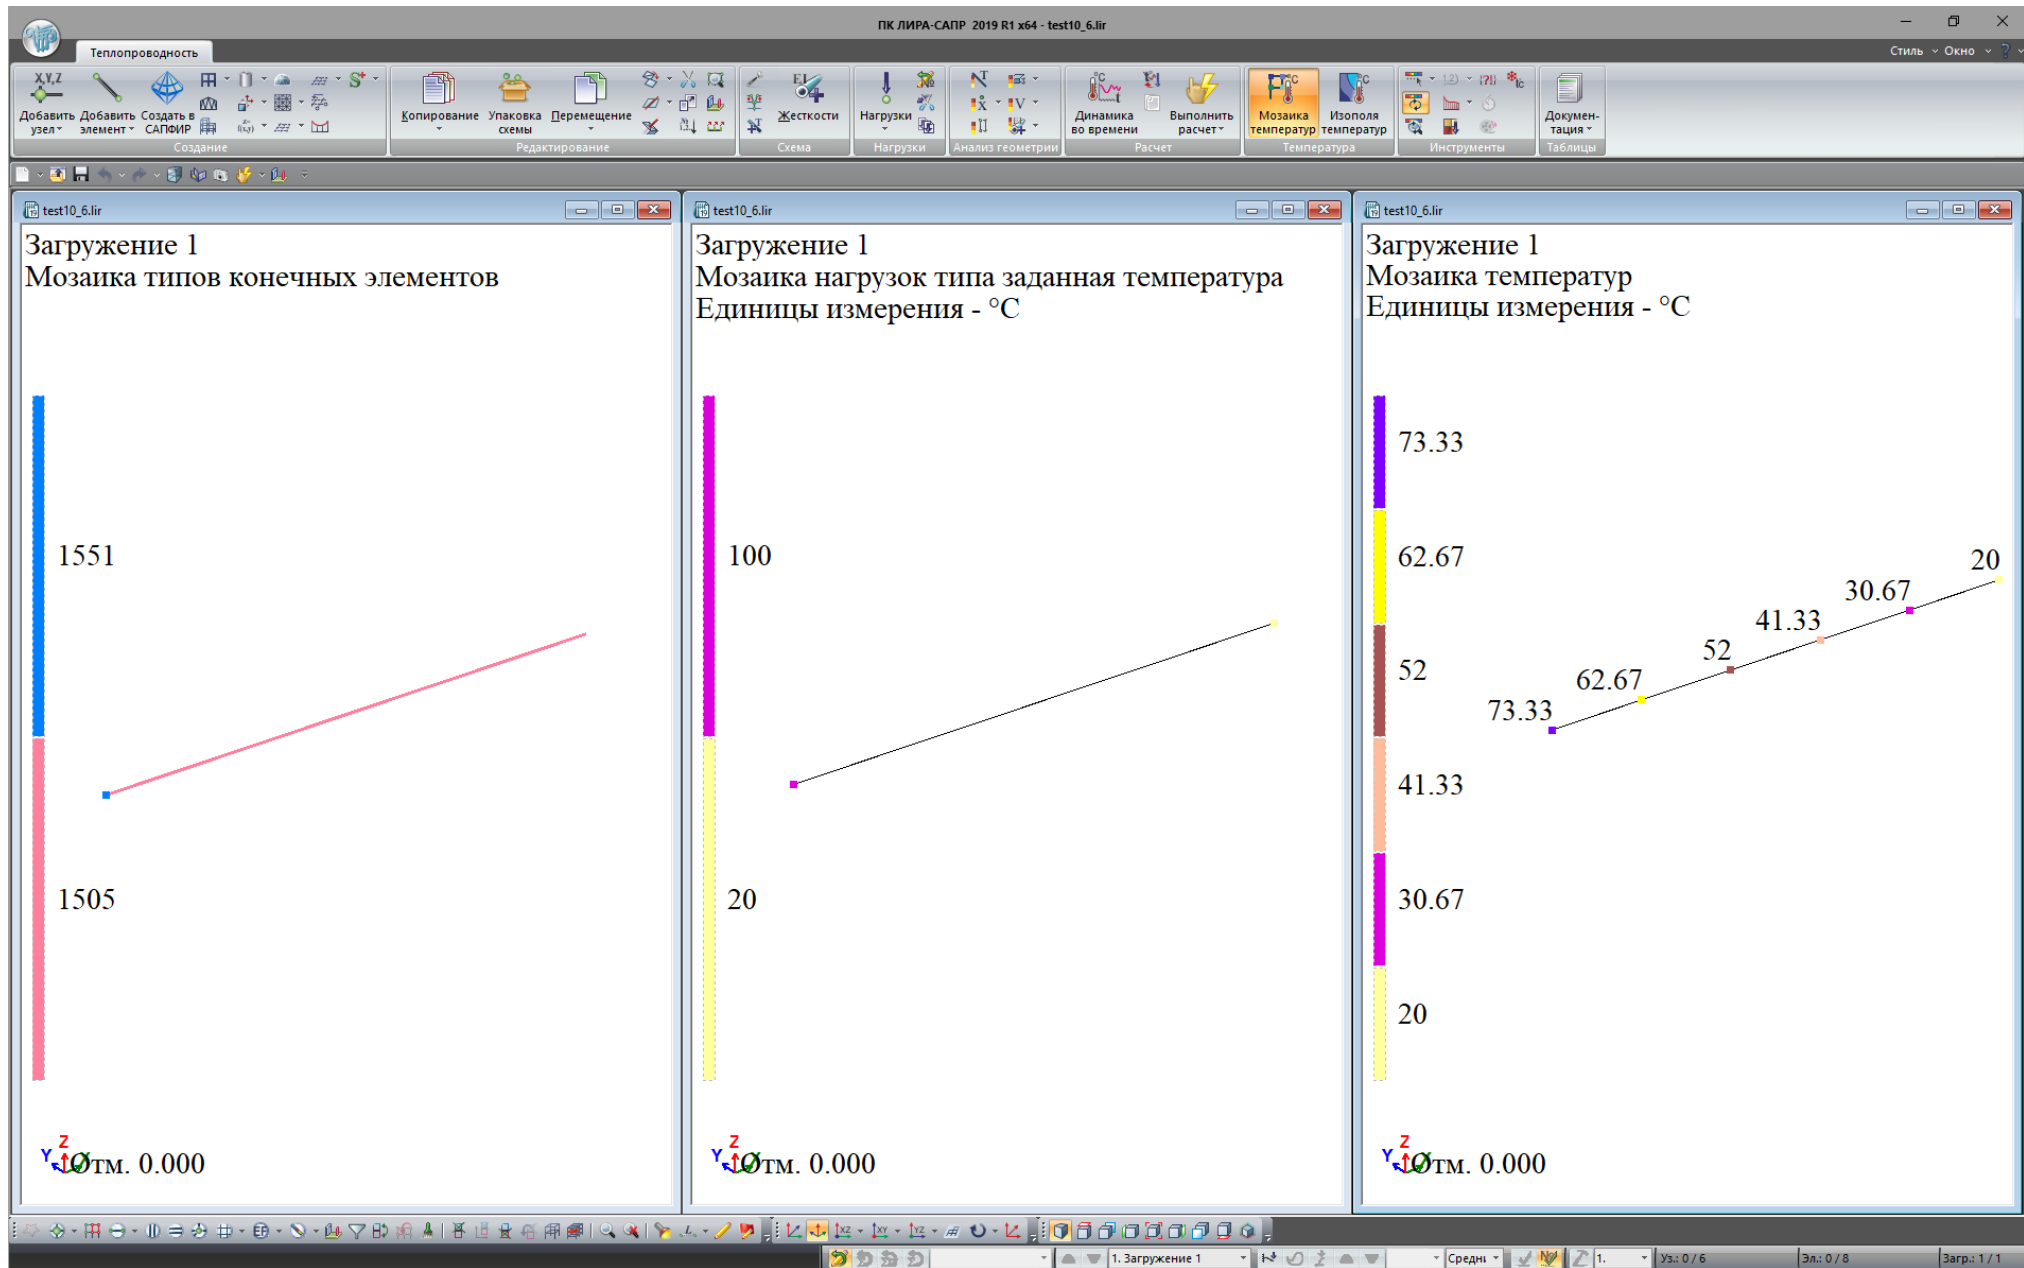 ПК ЛИРА-САПР 2019 R1 x64 - test10_6.lir
Теплопроводность
Стиль Окно
X,Y,Z
Добавить узел
Добавить элемент
Создать в САПФИР
Создание
Копирование
Упаковка схемы
Перемещение
Редактирование
Жесткости
Схема
Нагрузки
Нагрузки
Анализ геометрии
Динамика во времени
Выполнить расчет
Расчет
Мозаика температур
Изополя температур
Температура
Инструменты
Докумен-
тация
Таблицы
test10_6.lir
Загружение 1
Мозаика типов конечных элементов
1551
1505
Z
Y
Отм. 0.000
test10_6.lir
Загружение 1
Мозаика нагрузок типа заданная температура
Единицы измерения - °C
100
20
Z
Y
Отм. 0.000
test10_6.lir
Загружение 1
Мозаика температур
Единицы измерения - °C
73.33
62.67
52
41.33
30.67
20
73.33
62.67
52
41.33
30.67
20
Z
Y
Отм. 0.000
1. Загружение 1
Средн
1.
Уз.: 0 / 6
Эл.: 0 / 8
Загр.: 1 / 1